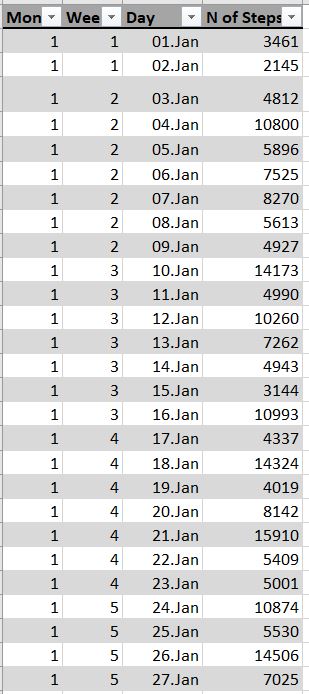 Mon Wee Day N of Steps
1 1 01.Jan 3461
1 1 02.Jan 2145
1 2 03.Jan 4812
1 2 04.Jan 10800
1 2 05.Jan 5896
1 2 06.Jan 7525
1 2 07.Jan 8270
1 2 08.Jan 5613
1 2 09.Jan 4927
1 3 10.Jan 14173
1 3 11.Jan 4990
1 3 12.Jan 10260
1 3 13.Jan 7262
1 3 14.Jan 4943
1 3 15.Jan 3144
1 3 16.Jan 10993
1 4 17.Jan 4337
1 4 18.Jan 14324
1 4 19.Jan 4019
1 4 20.Jan 8142
1 4 21.Jan 15910
1 4 22.Jan 5409
1 4 23.Jan 5001
1 5 24.Jan 10874
1 5 25.Jan 5530
1 5 26.Jan 14506
1 5 27.Jan 7025